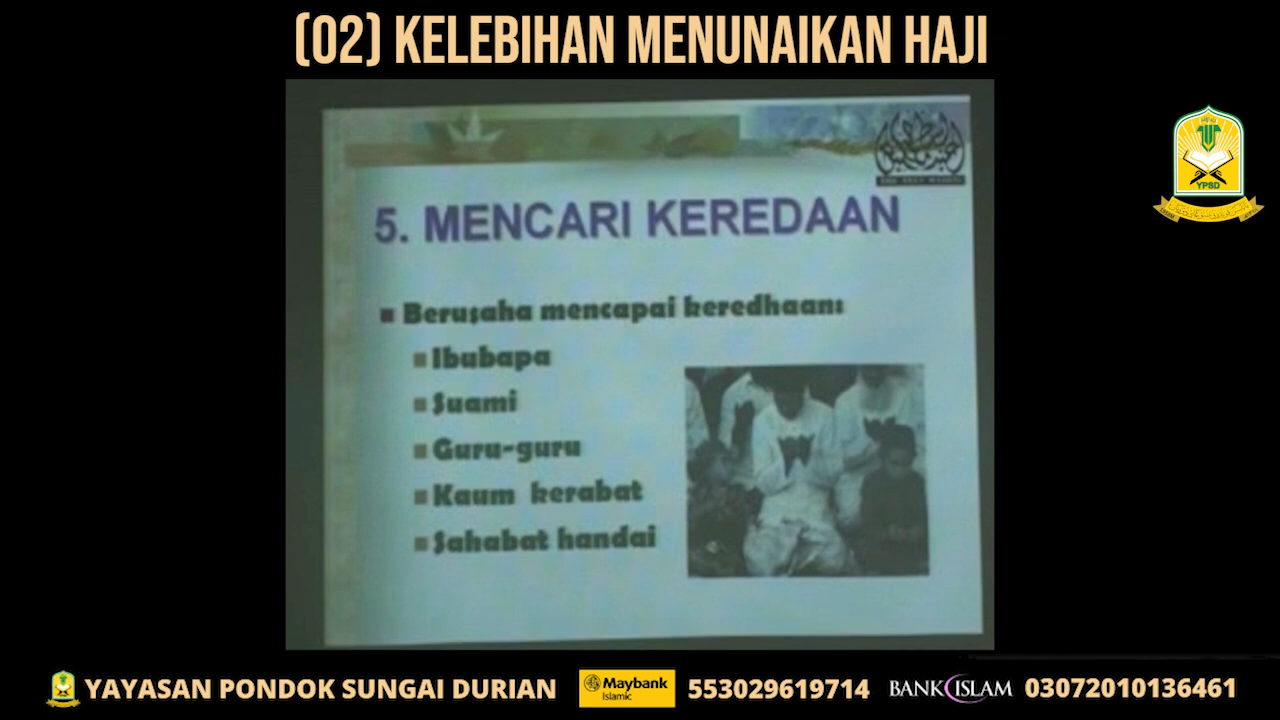 (02) KELEBIHAN MENUNAIKAN HAJI
5. MENCARI KEREDAAN
Berusaha mencapai keredhaan:
Ibubapa
Suami
Guru-guru
Kaum kerabat
Sahabat handai
YPSD
YAYASAN PONDOK SUNGAI DURIAN
Maybank
Islamic
553029619714
BANK ISLAM
03072010136461